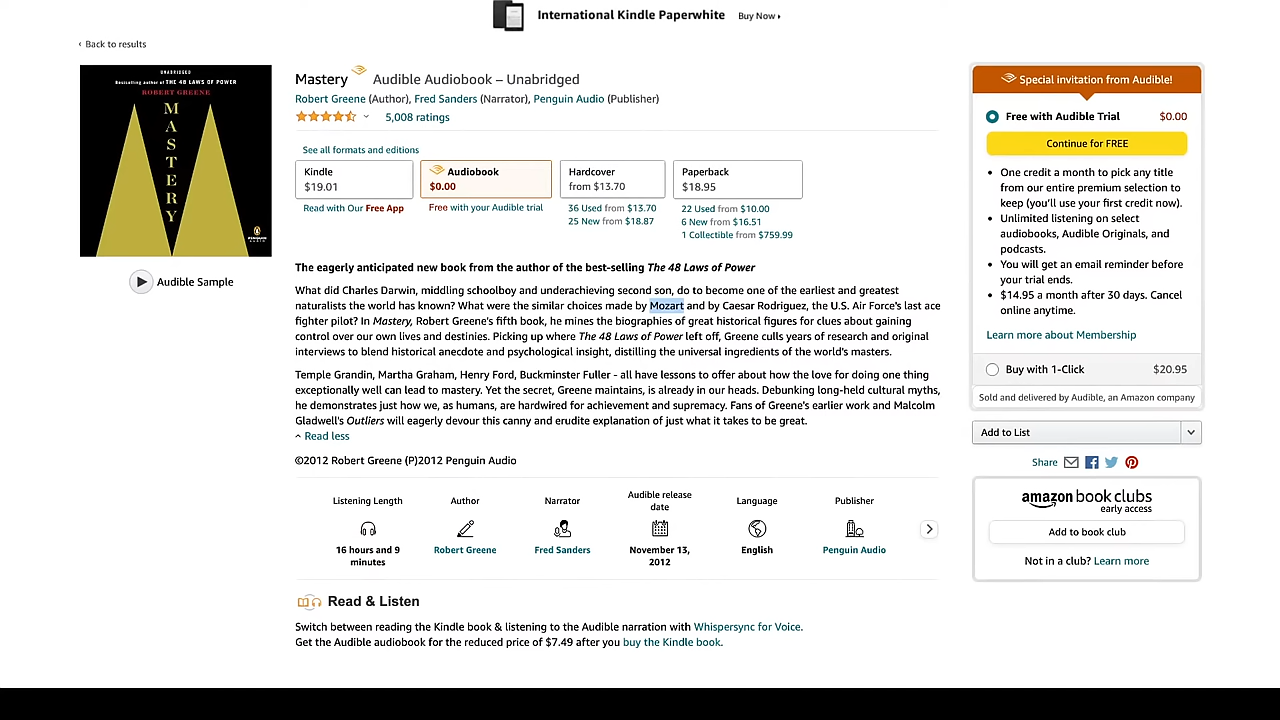 International Kindle Paperwhite Buy Now ▸
‹ Back to results
UNABRIDGED
Bestselling author of THE 48 LAWS OF POWER
ROBERT GREENE
MASTERY
PENGUIN AUDIO
Audible Sample
Mastery Audible Audiobook – Unabridged
Robert Greene (Author), Fred Sanders (Narrator), Penguin Audio (Publisher)
5,008 ratings
See all formats and editions
Kindle
$19.01
Read with Our Free App
Audiobook
$0.00
Free with your Audible trial
Hardcover
from $13.70
36 Used from $13.70
25 New from $18.87
Paperback
$18.95
22 Used from $10.00
6 New from $16.51
1 Collectible from $759.99
The eagerly anticipated new book from the author of the best-selling The 48 Laws of Power
What did Charles Darwin, middling schoolboy and underachieving second son, do to become one of the earliest and greatest
naturalists the world has known? What were the similar choices made by Mozart and by Caesar Rodriguez, the U.S. Air Force's last ace
fighter pilot? In Mastery, Robert Greene's fifth book, he mines the biographies of great historical figures for clues about gaining
control over our own lives and destinies. Picking up where The 48 Laws of Power left off, Greene culls years of research and original
interviews to blend historical anecdote and psychological insight, distilling the universal ingredients of the world's masters.
Temple Grandin, Martha Graham, Henry Ford, Buckminster Fuller - all have lessons to offer about how the love for doing one thing
exceptionally well can lead to mastery. Yet the secret, Greene maintains, is already in our heads. Debunking long-held cultural myths,
he demonstrates just how we, as humans, are hardwired for achievement and supremacy. Fans of Greene's earlier work and Malcolm
Gladwell's Outliers will eagerly devour this canny and erudite explanation of just what it takes to be great.
Read less
©2012 Robert Greene (P)2012 Penguin Audio
Listening Length
16 hours and 9
minutes
Author
Robert Greene
Narrator
Fred Sanders
Audible release
date
November 13,
2012
Language
English
Publisher
Penguin Audio
Read & Listen
Switch between reading the Kindle book & listening to the Audible narration with Whispersync for Voice.
Get the Audible audiobook for the reduced price of $7.49 after you buy the Kindle book.
Special invitation from Audible!
Free with Audible Trial $0.00
Continue for FREE
• One credit a month to pick any title
from our entire premium selection to
keep (you'll use your first credit now).
• Unlimited listening on select
audiobooks, Audible Originals, and
podcasts.
• You will get an email reminder before
your trial ends.
• $14.95 a month after 30 days. Cancel
online anytime.
Learn more about Membership
Buy with 1-Click $20.95
Sold and delivered by Audible, an Amazon company
Add to List
Share
amazon book clubs
early access
Add to book club
Not in a club? Learn more